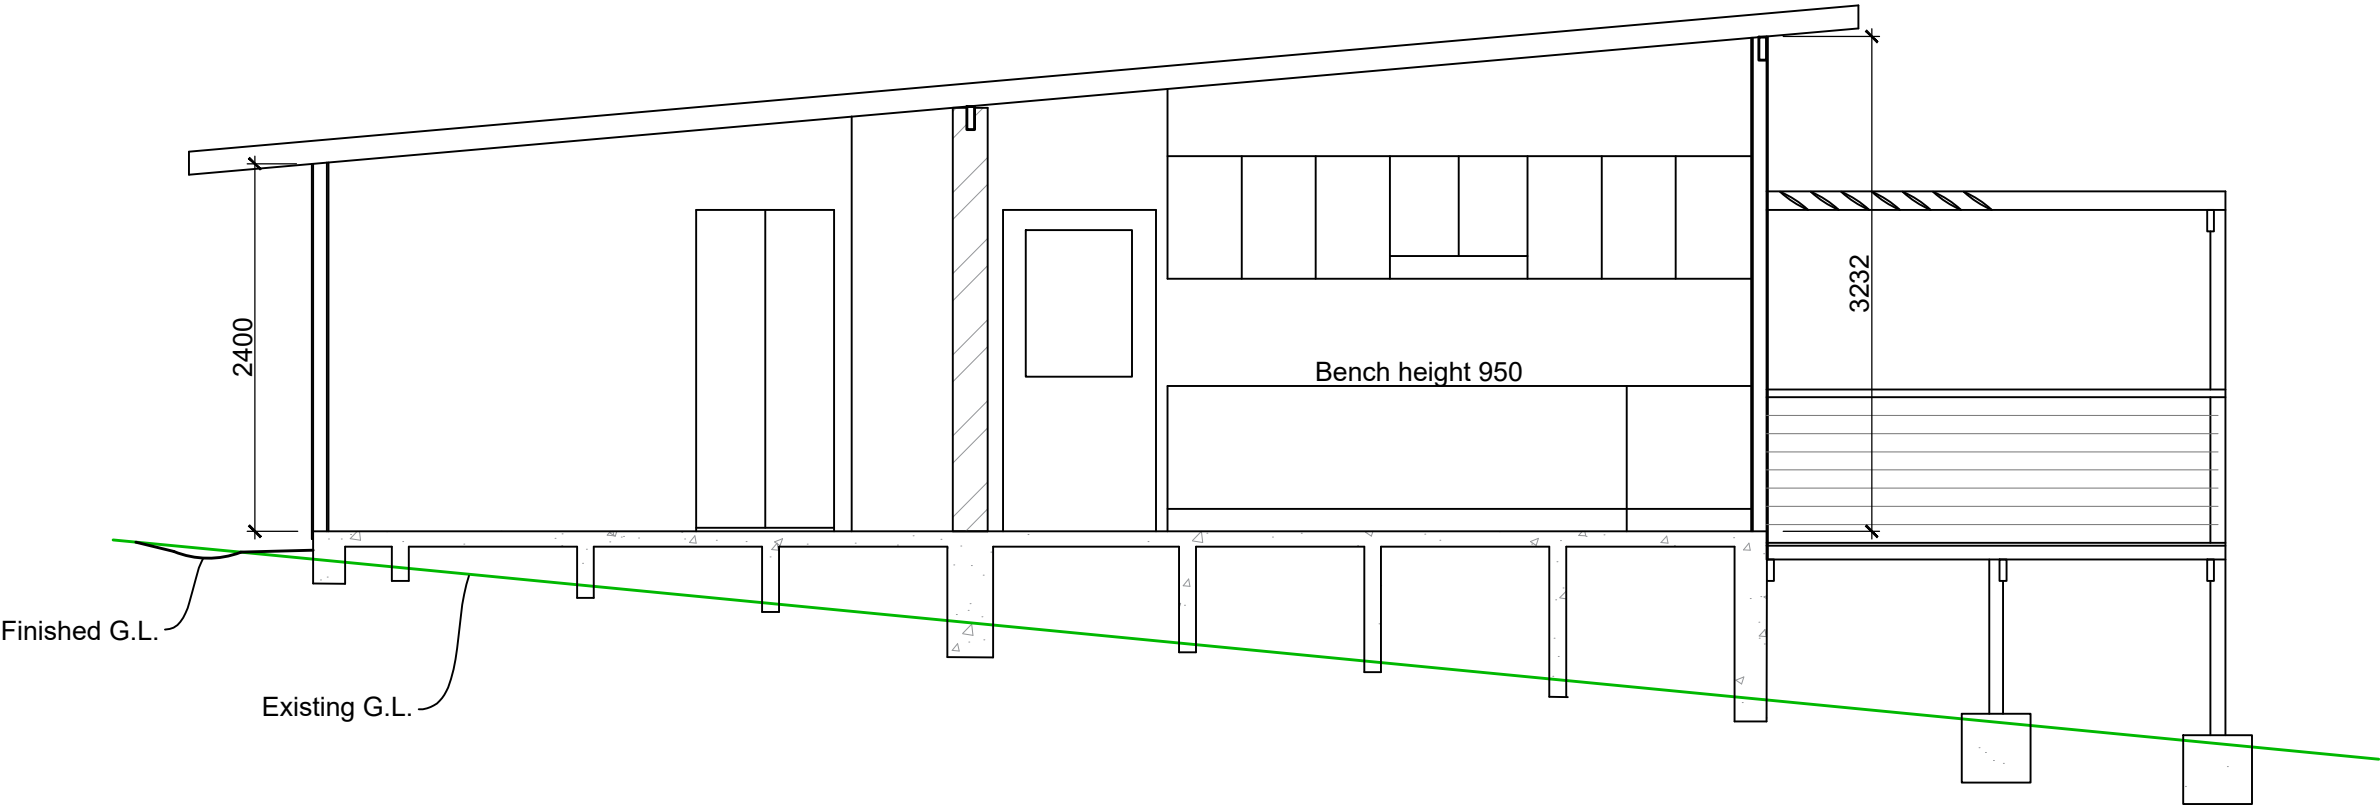 2400
3232
Bench height 950
Finished G.L.
Existing G.L.